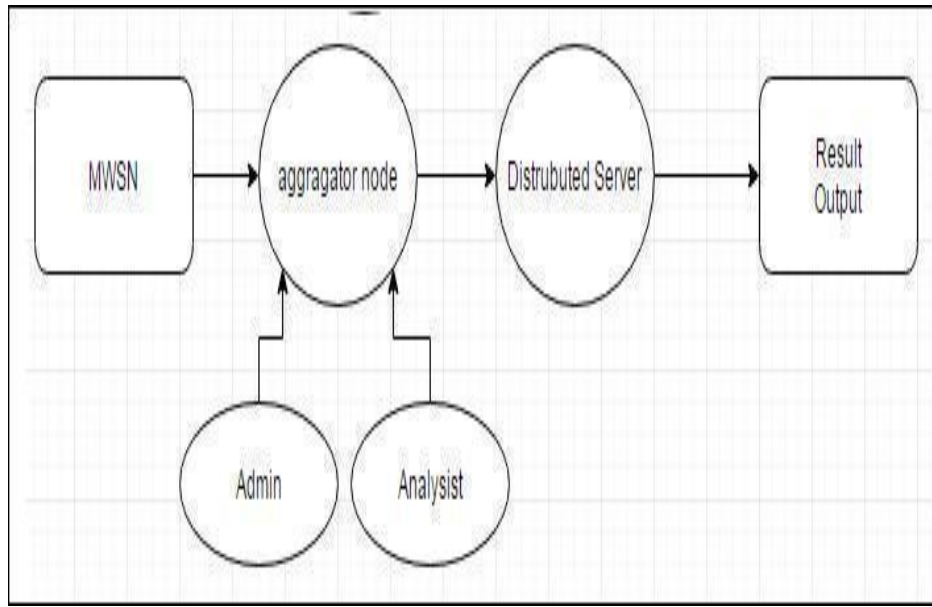 MWSN
aggragator node
Distrubuted Server
Result
Output
Admin
Analysist